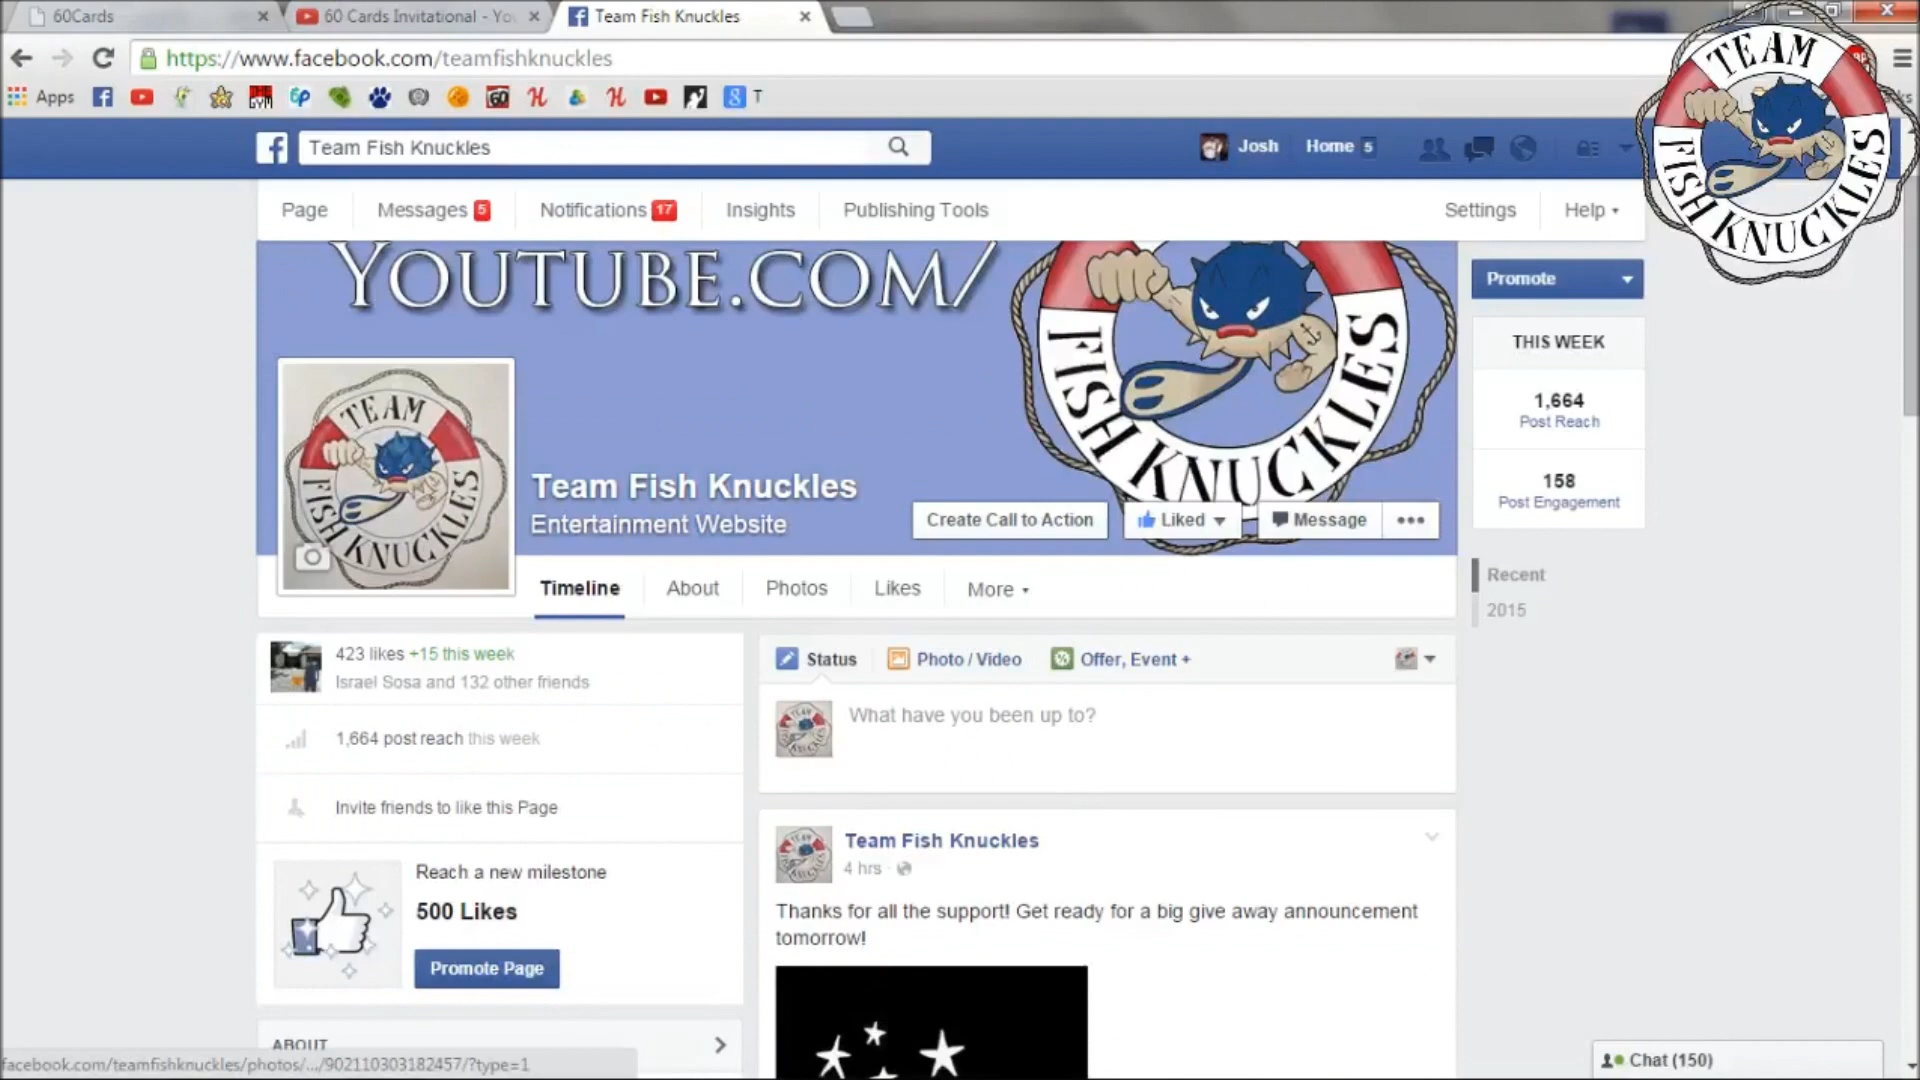 60Cards
60 Cards Invitational - Yo
Team Fish Knuckles
https://www.facebook.com/teamfishknuckles
Apps
T
Team Fish Knuckles
Josh
Home 5
TEAM
FISH KNUCKLES
Page
Messages 5
Notifications 17
Insights
Publishing Tools
Settings
Help
YOUTUBE.COM/
FISH KNUCKLES
TEAM
FISH KNUCKLES
Team Fish Knuckles
Entertainment Website
Create Call to Action
Liked
Message
Promote
THIS WEEK
1,664
Post Reach
158
Post Engagement
Recent
2015
Timeline
About
Photos
Likes
More
423 likes +15 this week
Israel Sosa and 132 other friends
1,664 post reach this week
Invite friends to like this Page
Reach a new milestone
500 Likes
Promote Page
ABOUT
Status
Photo / Video
Offer, Event +
What have you been up to?
Team Fish Knuckles
4 hrs
Thanks for all the support! Get ready for a big give away announcement
tomorrow!
facebook.com/teamfishknuckles/photos/.../902110303182457/?type=1
Chat (150)